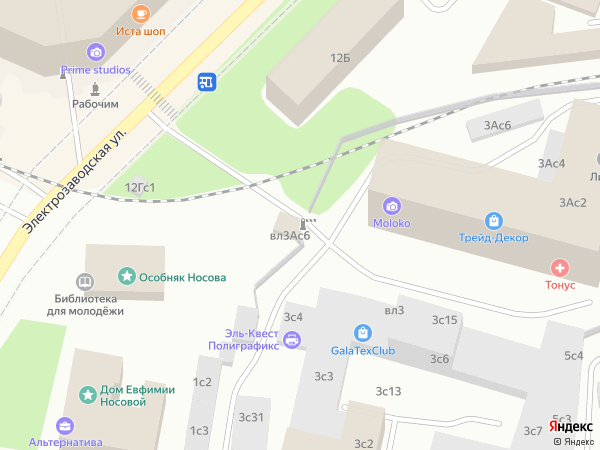 Иста шоп
Prime studios
12Б
Рабочим
Электрозаводская ул.
3Ас6
3Ас4
Ли
3Ас2
12Гс1
Moloko
Трейд-Декор
вл3Ас6
Тонус
Особняк Носова
Библиотека
для молодёжи
3с4
вл3
3с15
Эль-Квест
Полиграфикс
GalaTexClub
3с6
5с4
1с2
3с3
3с13
Дом Евфимии
Носовой
3с31
5с3
1с3
3с7
Альтернатива
3с2
Яндекс